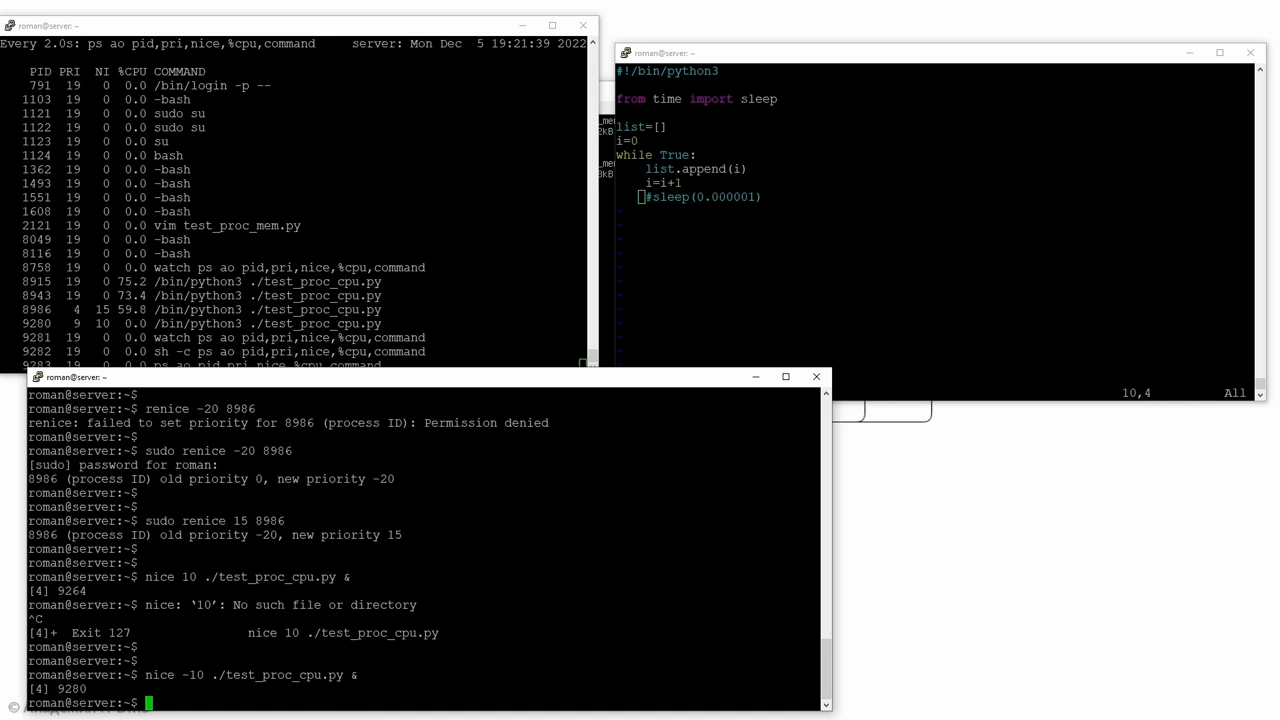 roman@server: ~
Every 2.0s: ps ao pid,pri,nice,%cpu,command     server: Mon Dec  5 19:21:39 2022
PID PRI  NI %CPU COMMAND
791  19   0  0.0 /bin/login -p --
1103  19   0  0.0 -bash
1121  19   0  0.0 sudo su
1122  19   0  0.0 sudo su
1123  19   0  0.0 su
1124  19   0  0.0 bash
1362  19   0  0.0 -bash
1493  19   0  0.0 -bash
1551  19   0  0.0 -bash
1608  19   0  0.0 -bash
2121  19   0  0.0 vim test_proc_mem.py
8049  19   0  0.0 -bash
8116  19   0  0.0 -bash
8758  19   0  0.0 watch ps ao pid,pri,nice,%cpu,command
8915  19   0 75.2 /bin/python3 ./test_proc_cpu.py
8943  19   0 73.4 /bin/python3 ./test_proc_cpu.py
8986   4  15 59.8 /bin/python3 ./test_proc_cpu.py
9280   9  10  0.0 /bin/python3 ./test_proc_cpu.py
9281  19   0  0.0 watch ps ao pid,pri,nice,%cpu,command
9282  19   0  0.0 sh -c ps ao pid,pri,nice,%cpu,command
9283  19   0  0.0 ps ao pid,pri,nice,%cpu,command
roman@server: ~
#!/bin/python3
from time import sleep
list=[]
i=0
while True:
    list.append(i)
    i=i+1
    #sleep(0.000001)
~
~
~
~
~
~
~
~
~
~
10,4          All
roman@server: ~
roman@server:~$
roman@server:~$ renice -20 8986
renice: failed to set priority for 8986 (process ID): Permission denied
roman@server:~$
roman@server:~$ sudo renice -20 8986
[sudo] password for roman:
8986 (process ID) old priority 0, new priority -20
roman@server:~$
roman@server:~$
roman@server:~$ sudo renice 15 8986
8986 (process ID) old priority -20, new priority 15
roman@server:~$
roman@server:~$
roman@server:~$ nice 10 ./test_proc_cpu.py &
[4] 9264
roman@server:~$ nice: ‘10’: No such file or directory
^C
[4]+  Exit 127                nice 10 ./test_proc_cpu.py
roman@server:~$
roman@server:~$
roman@server:~$ nice -10 ./test_proc_cpu.py &
[4] 9280
roman@server:~$